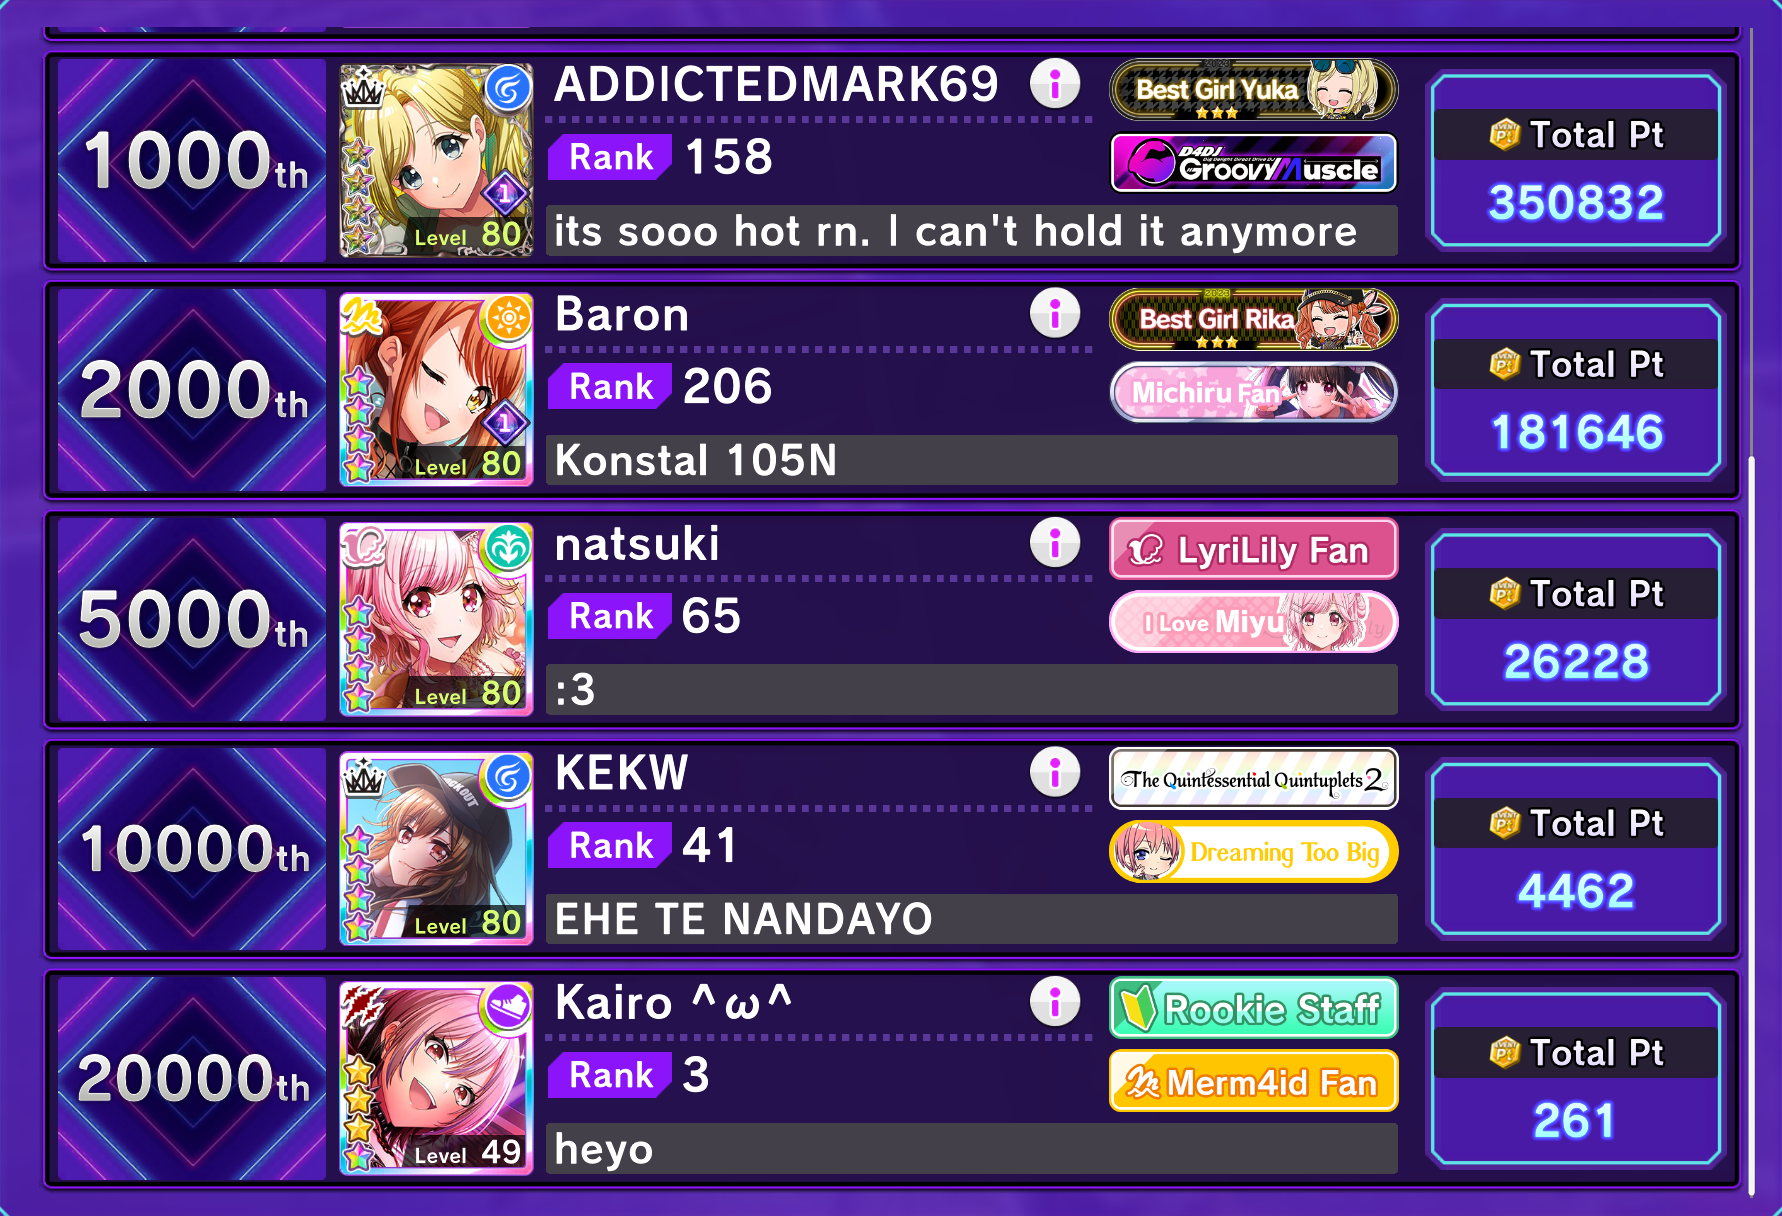 1000th
ADDICTEDMARK69
Best Girl Yuka
Rank 158
D4DJ
GroovyMuscle
Level 80
its sooo hot rn. I can't hold it anymore
Total Pt
350832
2000th
Baron
2023
Best Girl Rika
Rank 206
Michiru Fan
Level 80
Konstal 105N
Total Pt
181646
5000th
natsuki
LyriLily Fan
Rank 65
I Love Miyu
Level 80
:3
Total Pt
26228
10000th
KEKW
The Quintessential Quintuplets 2
Rank 41
Dreaming Too Big
Level 80
EHE TE NANDAYO
Total Pt
4462
20000th
Kairo ^ω^
Rookie Staff
Rank 3
Merm4id Fan
Level 49
heyo
Total Pt
261